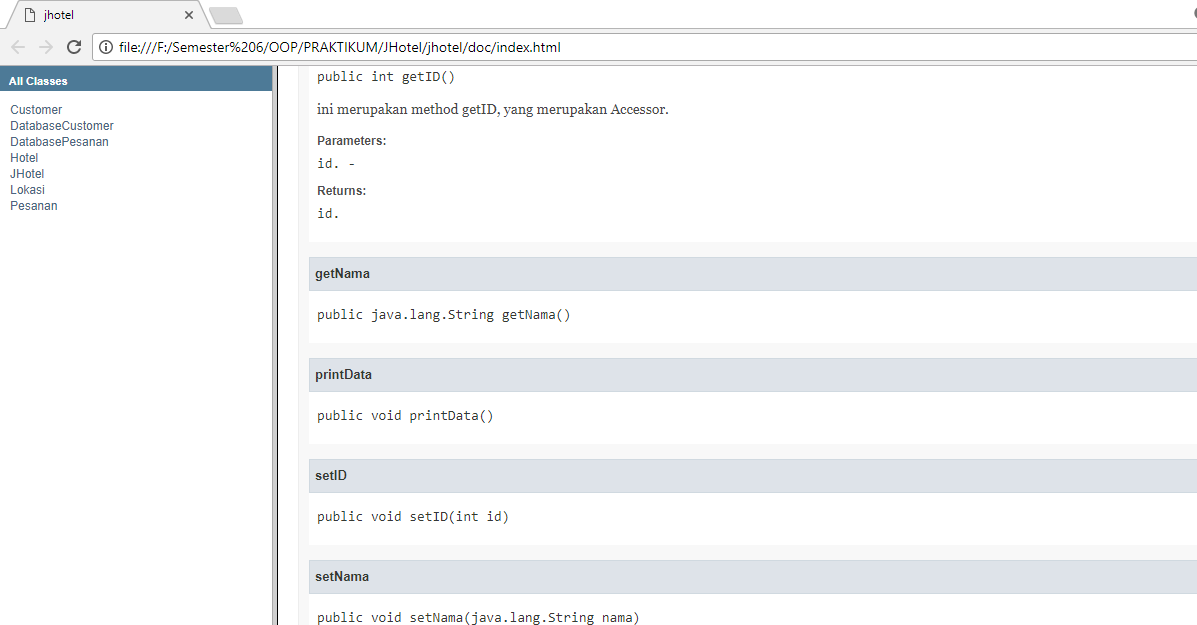 jhotel
file:///F:/Semester%206/OOP/PRAKTIKUM/JHotel/jhotel/doc/index.html
All Classes
Customer
DatabaseCustomer
DatabasePesanan
Hotel
JHotel
Lokasi
Pesanan
public int getID()
ini merupakan method getID, yang merupakan Accessor.
Parameters:
id. -
Returns:
id.
getNama
public java.lang.String getNama()
printData
public void printData()
setID
public void setID(int id)
setNama
public void setNama(java.lang.String nama)